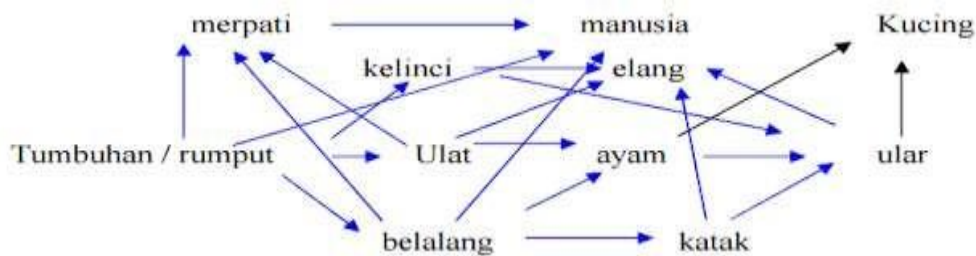 merpati manusia Kucing
kelinci elang
Tumbuhan / rumput Ulat ayam ular
belalang katak